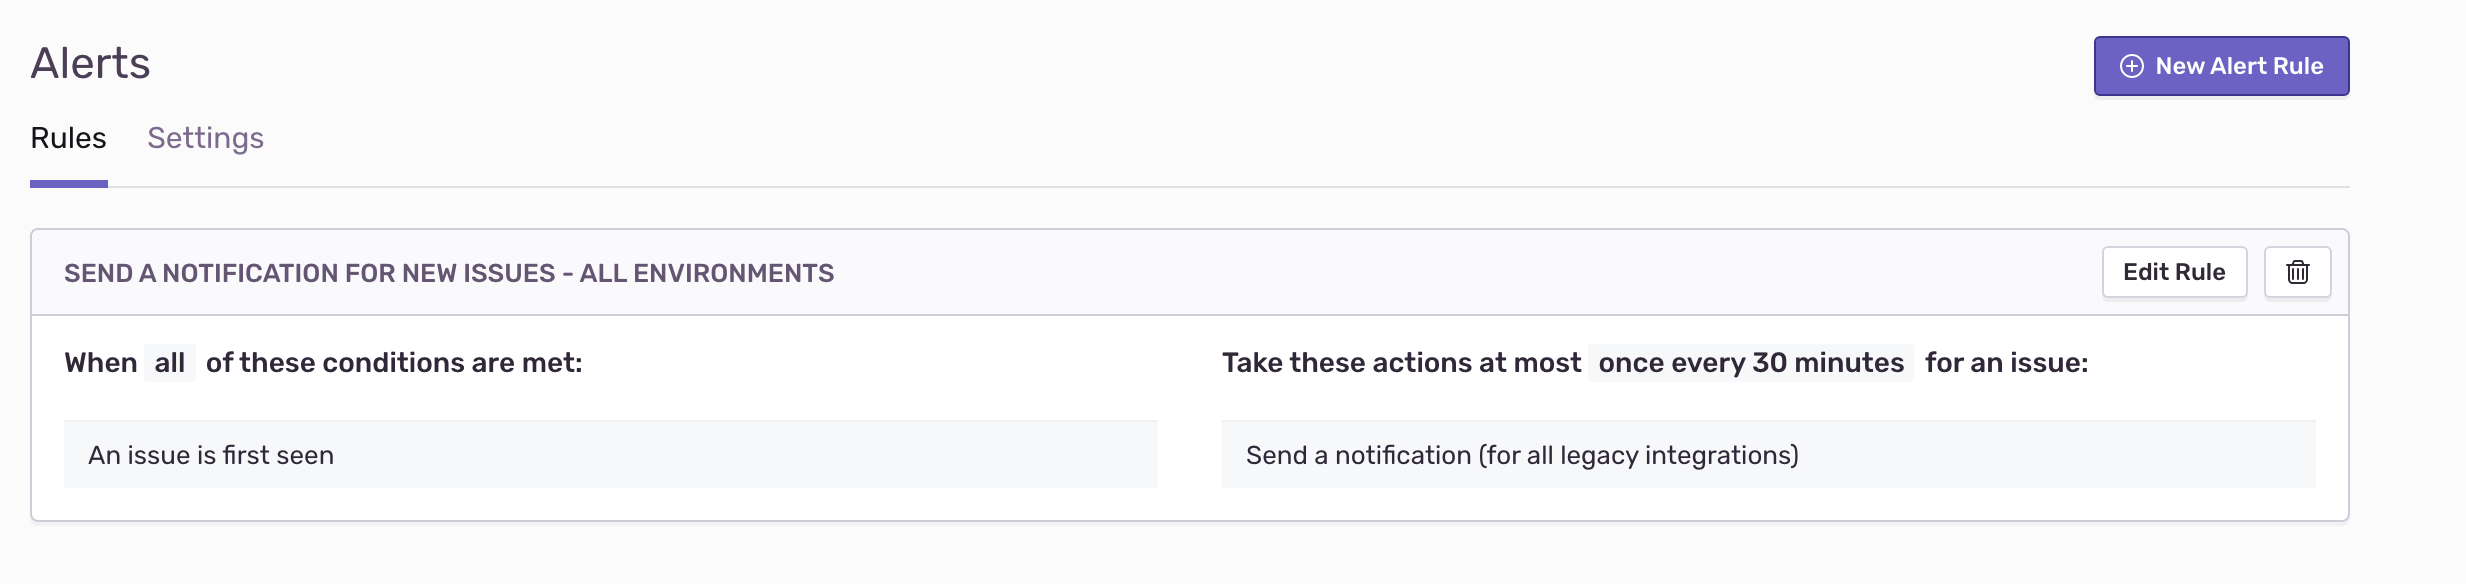 Alerts
New Alert Rule
Rules Settings
SEND A NOTIFICATION FOR NEW ISSUES - ALL ENVIRONMENTS
Edit Rule
When all of these conditions are met:
An issue is first seen
Take these actions at most once every 30 minutes for an issue:
Send a notification (for all legacy integrations)